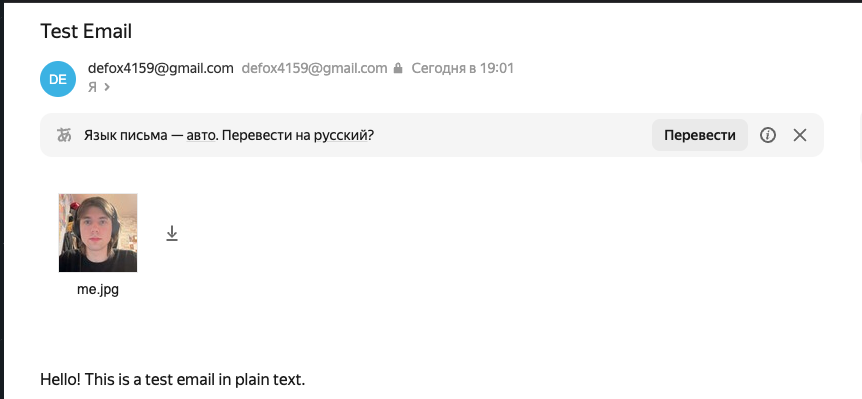 Test Email
DE
defox4159@gmail.com defox4159@gmail.com Сегодня в 19:01
Я
Язык письма — авто. Перевести на русский?
Перевести
me.jpg
Hello! This is a test email in plain text.